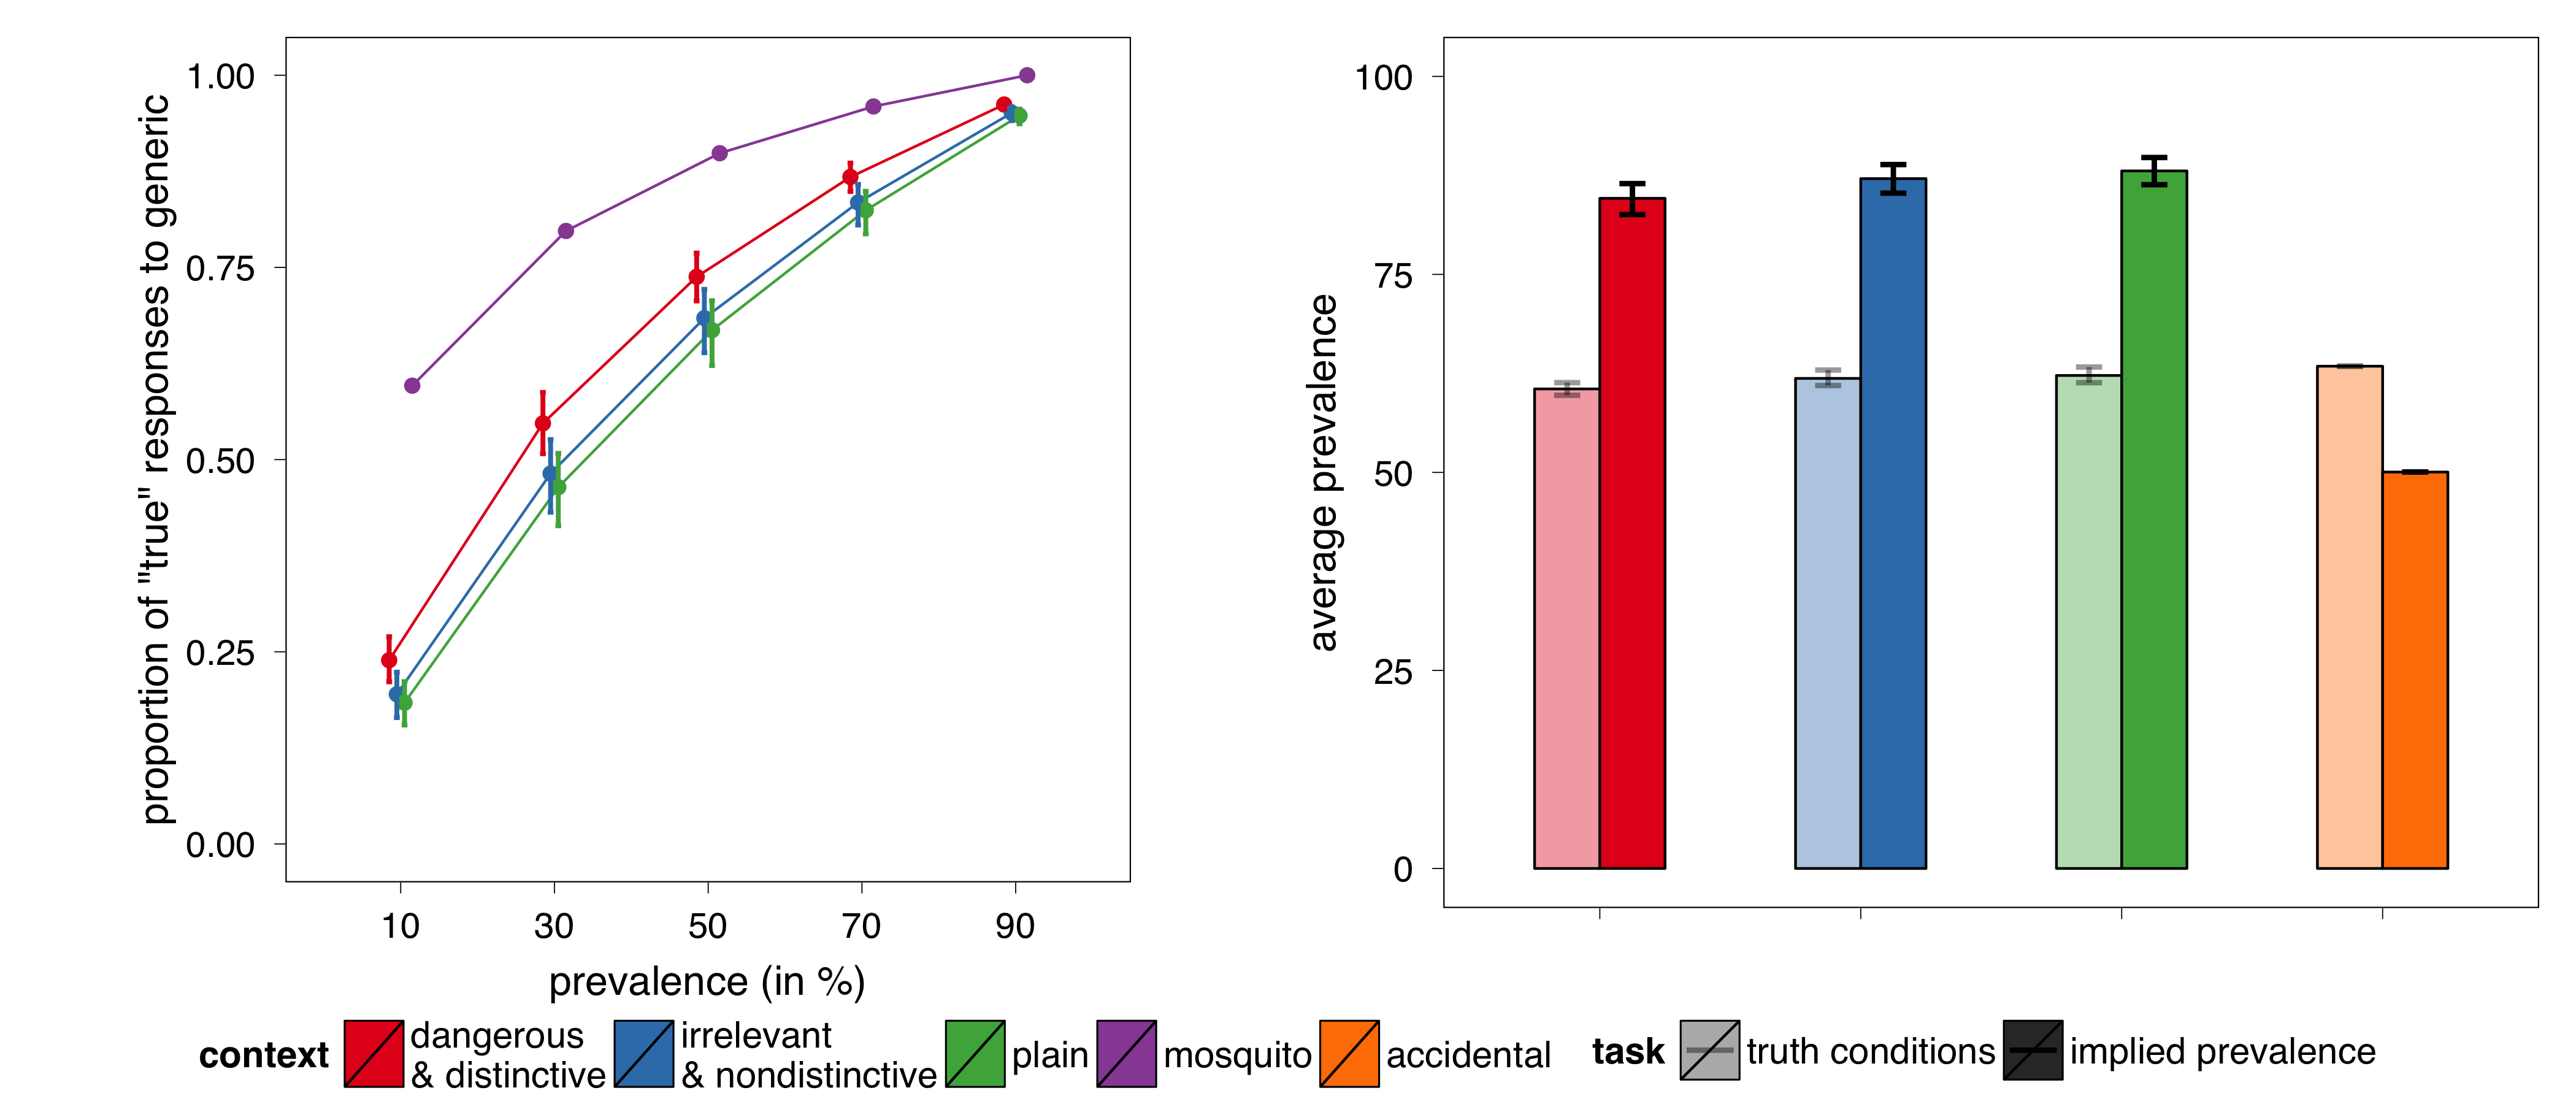 proportion of "true" responses to generic
1.00
0.75
0.50
0.25
0.00
10 30 50 70 90
prevalence (in %)
average prevalence
100
75
50
25
0
context
dangerous
& distinctive
irrelevant
& nondistinctive
plain
mosquito
accidental
task
truth conditions
implied prevalence